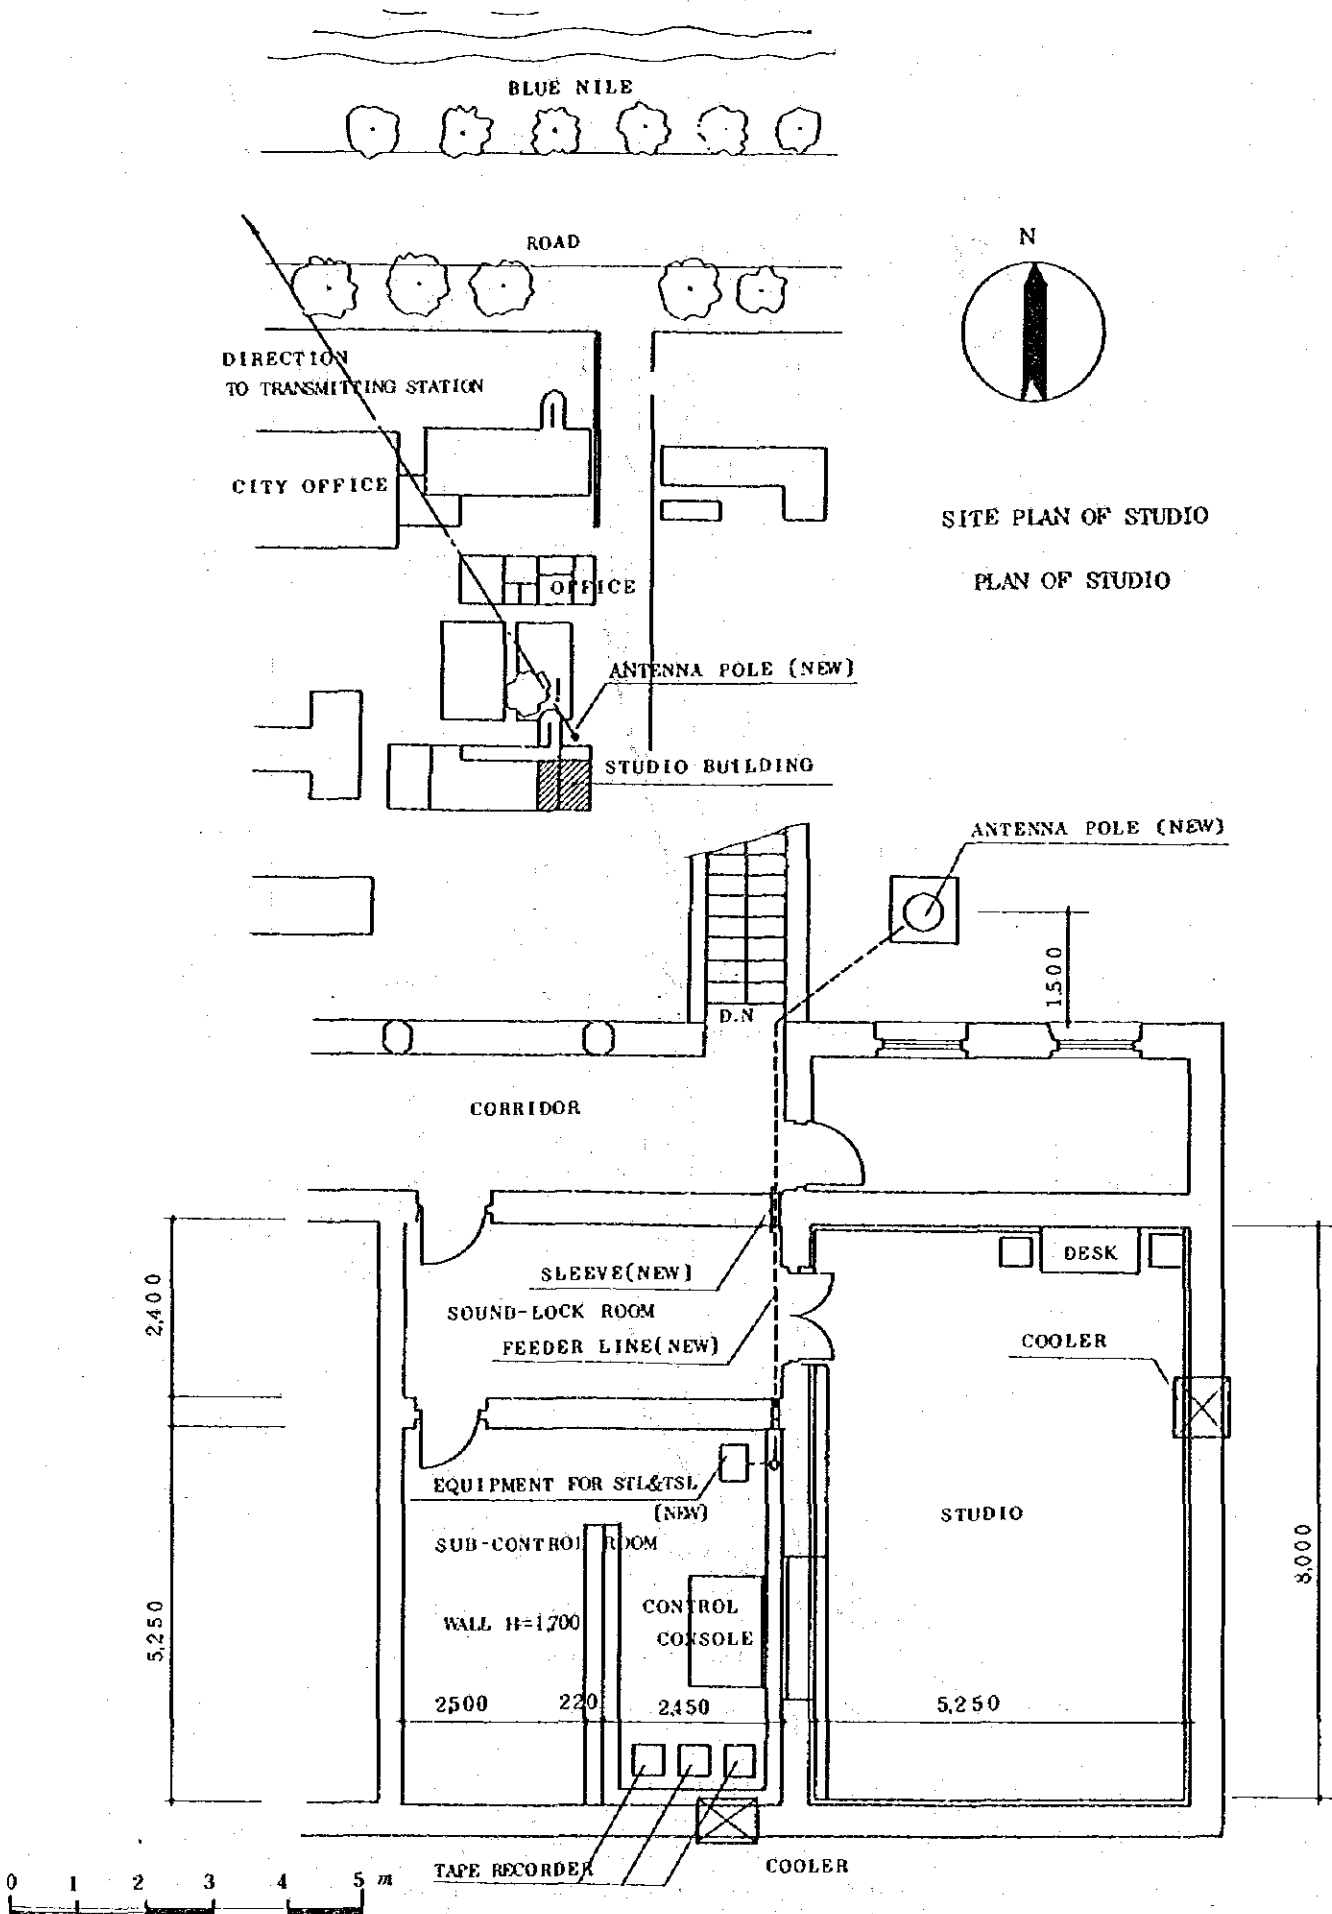 BLUE NILE
ROAD
N
DIRECTION
TO TRANSMITTING STATION
CITY OFFICE
SITE PLAN OF STUDIO
PLAN OF STUDIO
OFFICE
ANTENNA POLE (NEW)
STUDIO BUILDING
ANTENNA POLE (NEW)
1,500
D.N
CORRIDOR
DESK
SLEEVE(NEW)
SOUND-LOCK ROOM
FEEDER LINE(NEW)
COOLER
2,400
EQUIPMENT FOR STL&TSL
(NEW)
STUDIO
SUB-CONTROL ROOM
8,000
WALL H=1,700
CONTROL
CONSOLE
5,250
2,500 220 2,450 5,250
TAPE RECORDER
COOLER
0 1 2 3 4 5 m